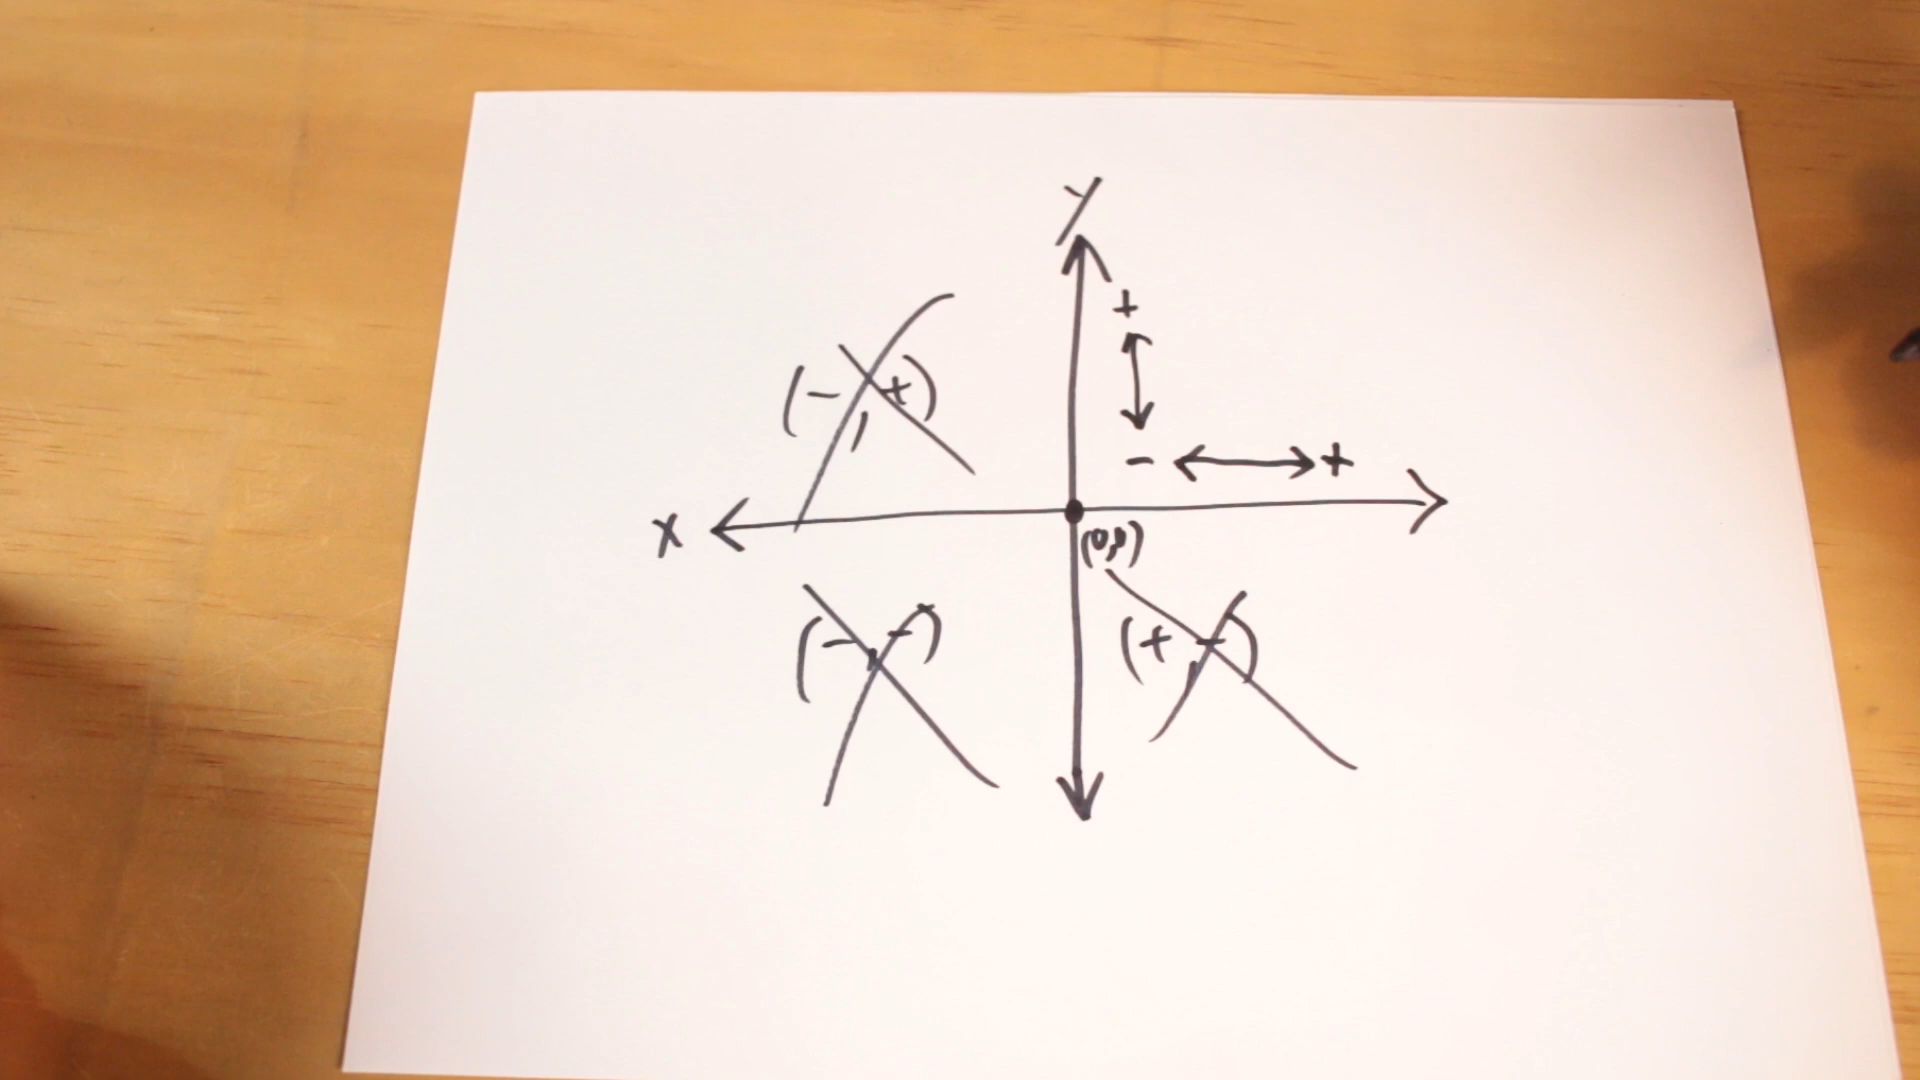 Y
+
(-,+)
- +
X
(0,0)
(-,-) (+,-)